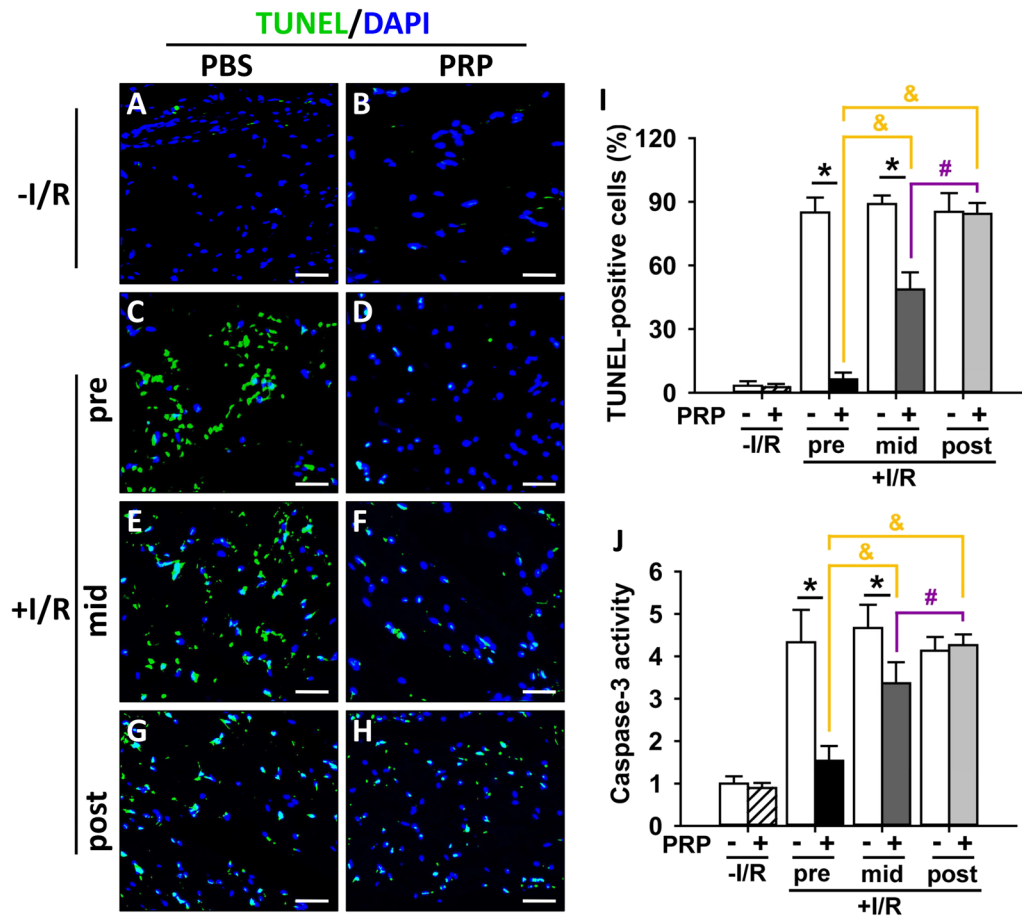 TUNEL/DAPI
PBS PRP
-I/R
+I/R
pre
mid
post
A B
C D
E F
G H
I
TUNEL-positive cells (%)
120
90
60
30
0
& & # * *
PRP - + - + - + - +
-I/R pre mid post
+I/R
J
Caspase-3 activity
6
5
4
3
2
1
0
& & # * *
PRP - + - + - + - +
-I/R pre mid post
+I/R